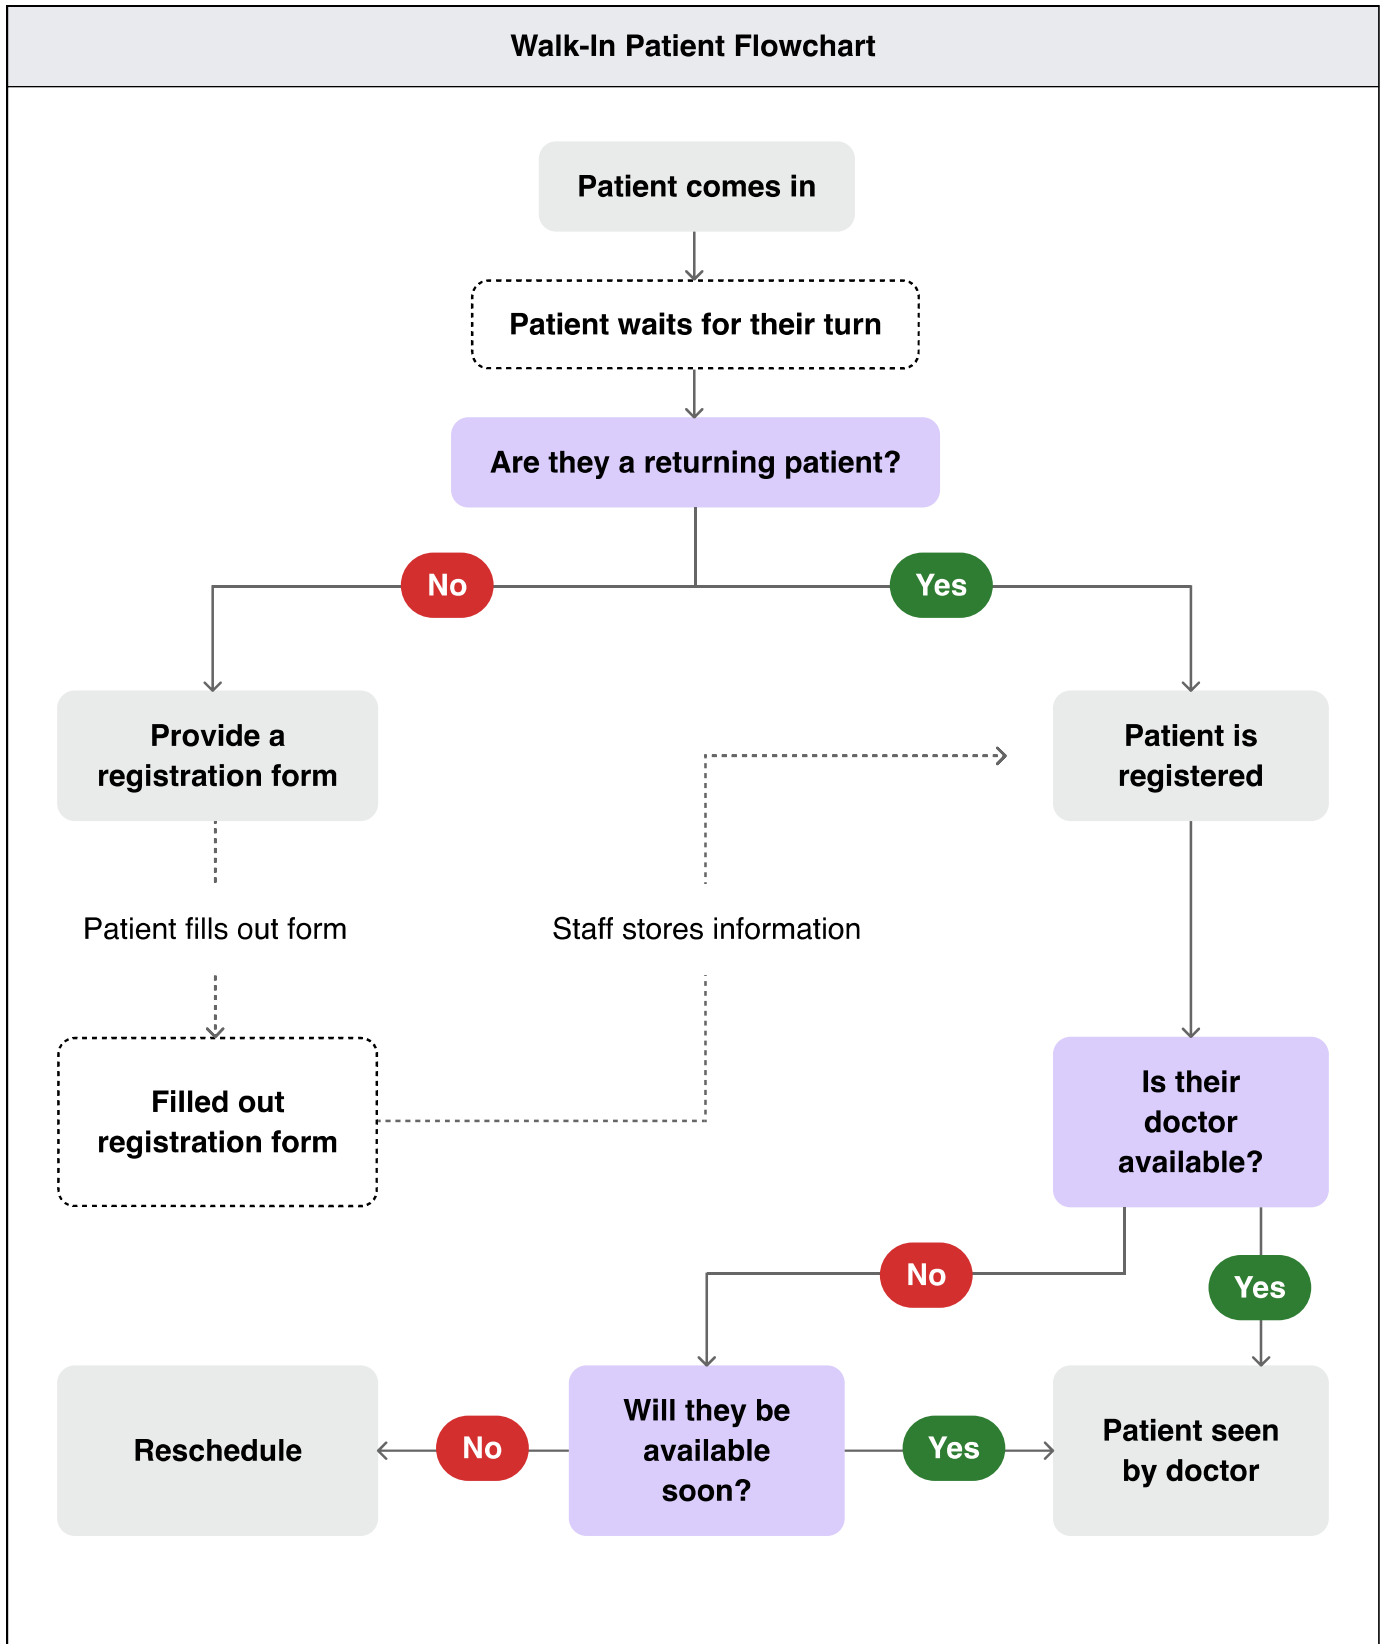 Walk-In Patient Flowchart
Patient comes in
Patient waits for their turn
Are they a returning patient?
No
Yes
Provide a
registration form
Patient is
registered
Patient fills out form
Staff stores information
Filled out
registration form
Is their
doctor
available?
No
Yes
Reschedule
No
Will they be
available
soon?
Yes
Patient seen
by doctor